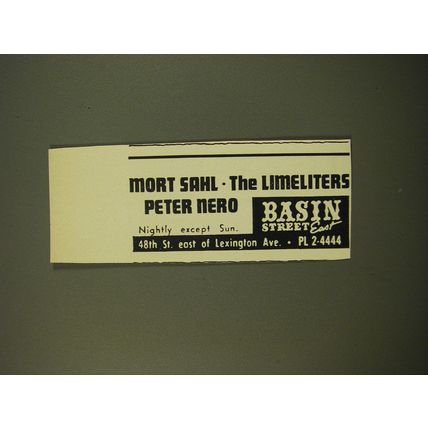 MORT SAHL · The LIMELITERS
PETER NERO
Nightly except Sun.
BASIN
STREET East
48th St. east of Lexington Ave. • PL 2-4444